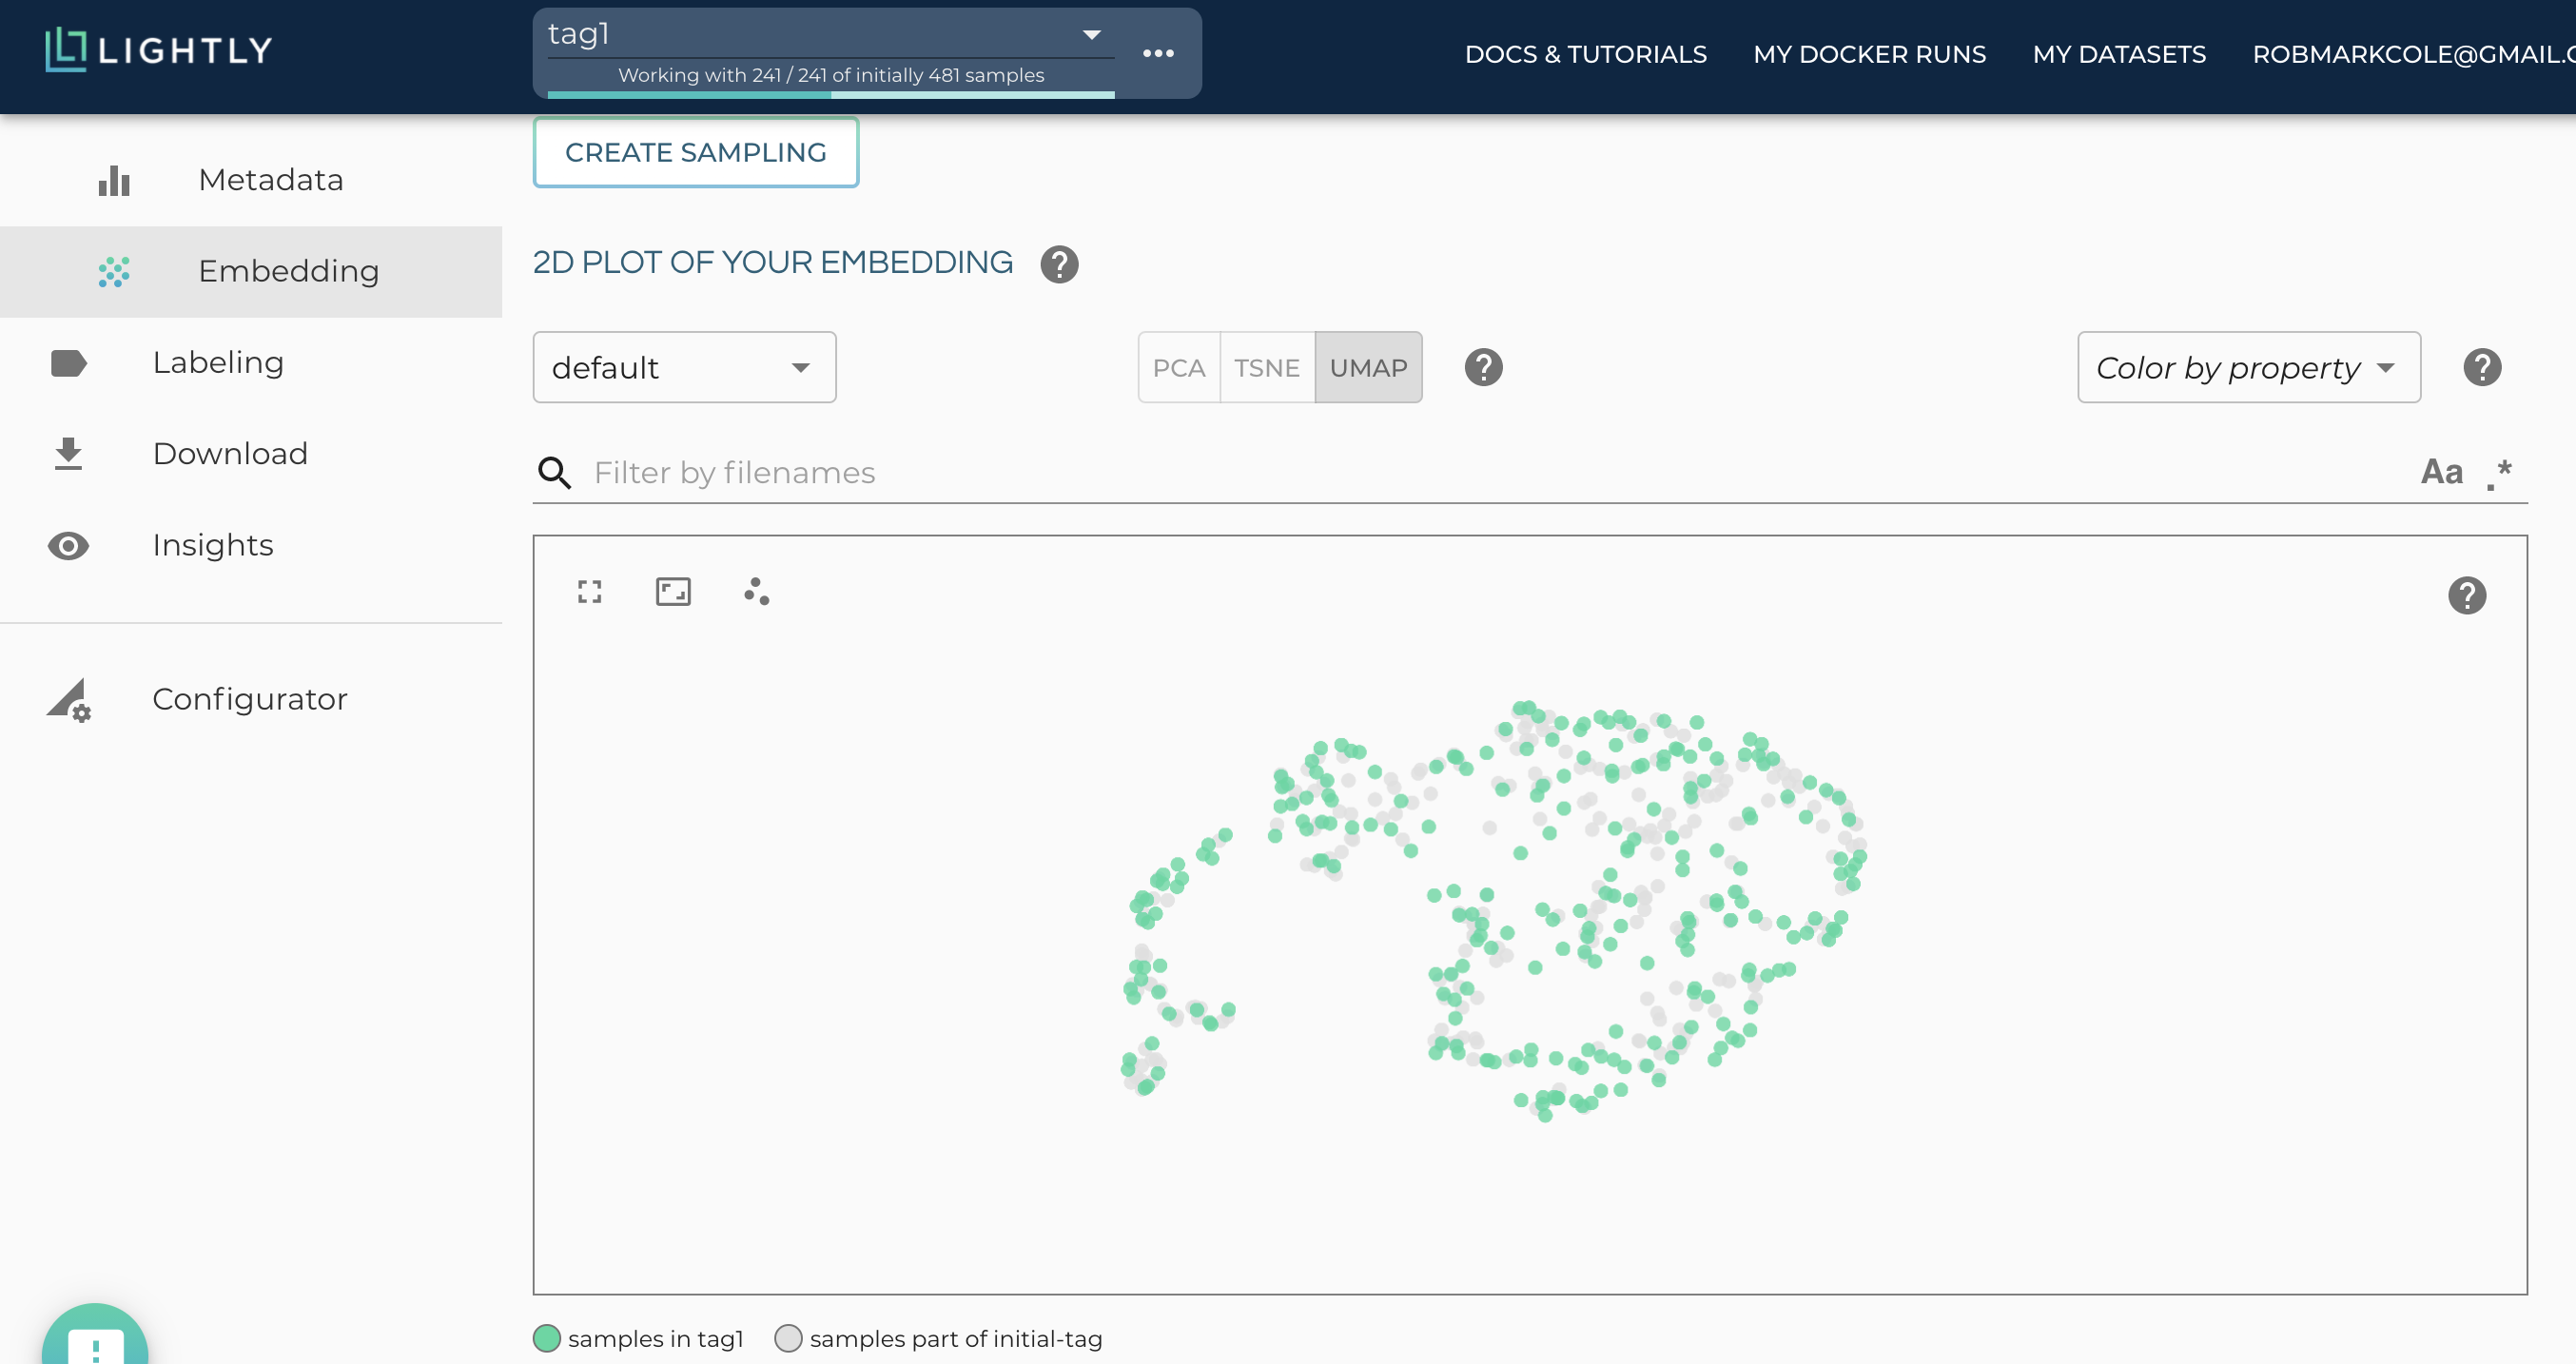 LIGHTLY
tag1
Working with 241 / 241 of initially 481 samples
DOCS & TUTORIALS
MY DOCKER RUNS
MY DATASETS
ROBMARKCOLE@GMAIL.C
CREATE SAMPLING
Metadata
Embedding
Labeling
Download
Insights
Configurator
2D PLOT OF YOUR EMBEDDING
default
PCA
TSNE
UMAP
Color by property
Filter by filenames
Aa
.*
samples in tag1
samples part of initial-tag